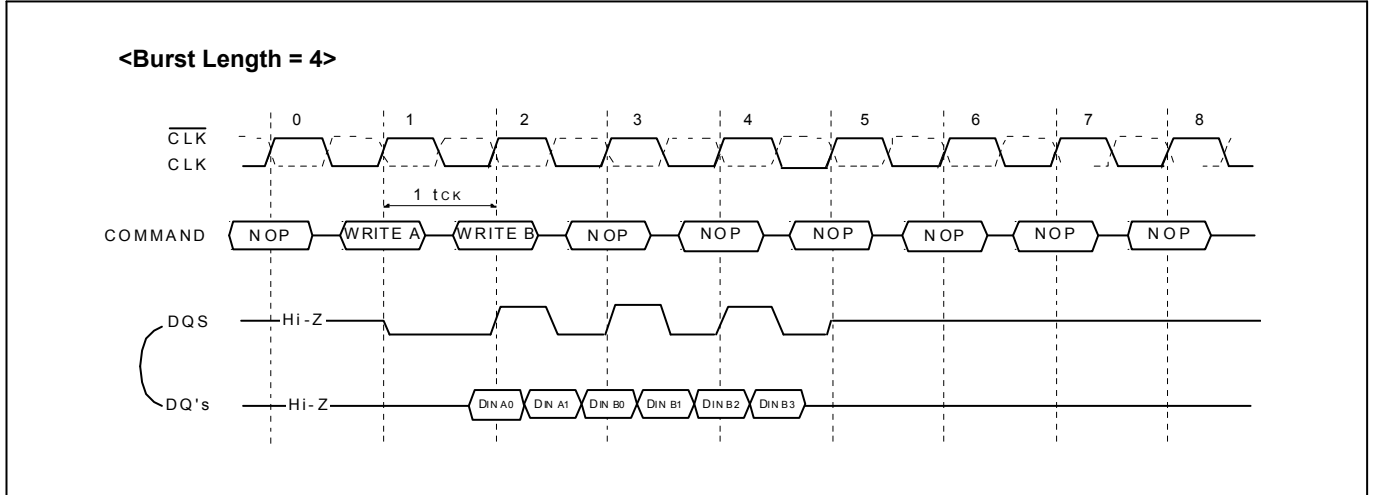 <Burst Length = 4>
0 1 2 3 4 5 6 7 8
CLK
CLK
1 tCK
COMMAND NOP WRITE A WRITE B NOP NOP NOP NOP NOP NOP
DQS Hi-Z
DQ's Hi-Z DIN A0 DIN A1 DIN B0 DIN B1 DIN B2 DIN B3